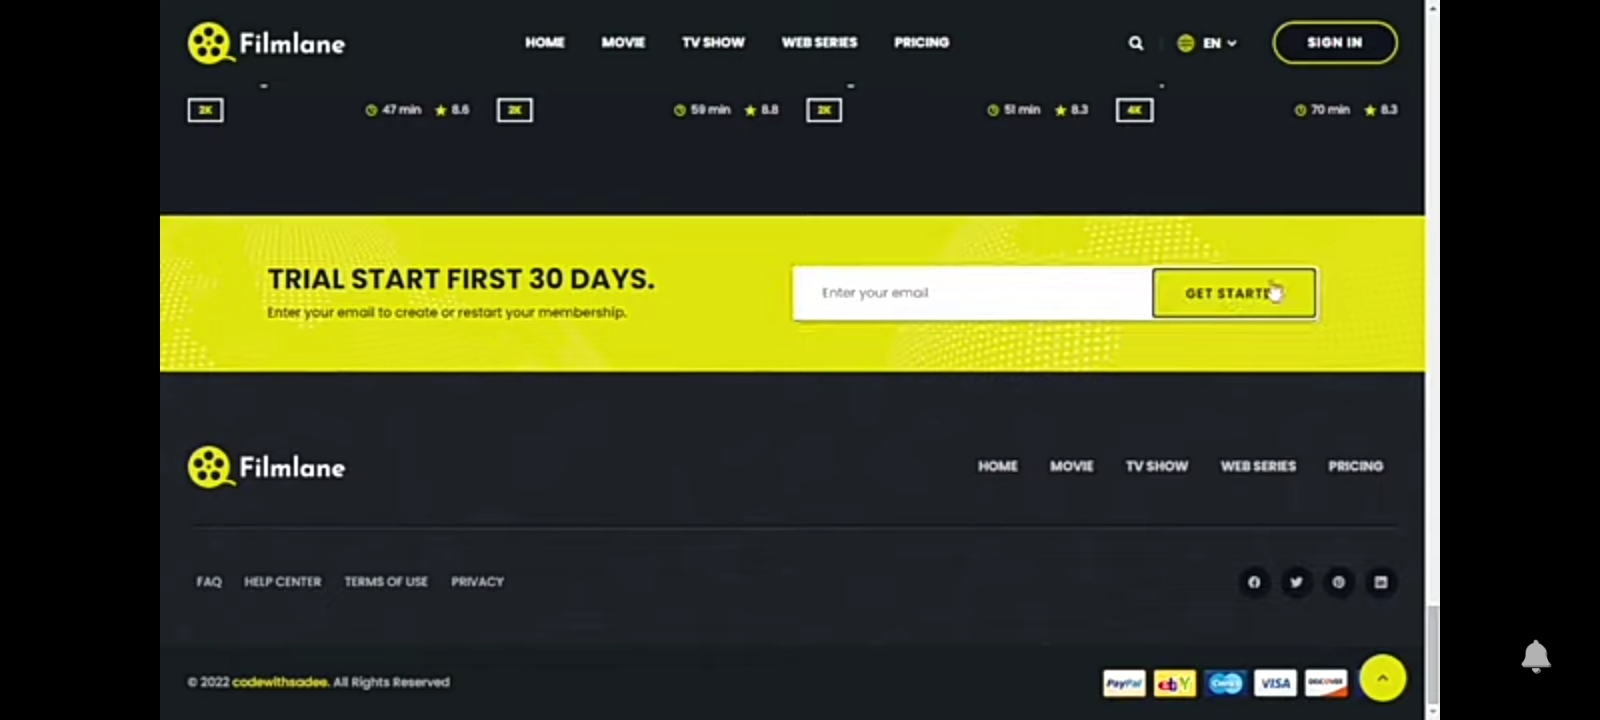 Filmlane HOME MOVIE TV SHOW WEB SERIES PRICING EN SIGN IN
2K 47 min 8.6 2K 59 min 8.8 2K 51 min 8.3 4K 70 min 8.3
TRIAL START FIRST 30 DAYS.
Enter your email to create or restart your membership.
Enter your email GET STARTE
Filmlane HOME MOVIE TV SHOW WEB SERIES PRICING
FAQ HELP CENTER TERMS OF USE PRIVACY
© 2022 codewithsadee. All Rights Reserved PayPal ebY VISA DISCOVER